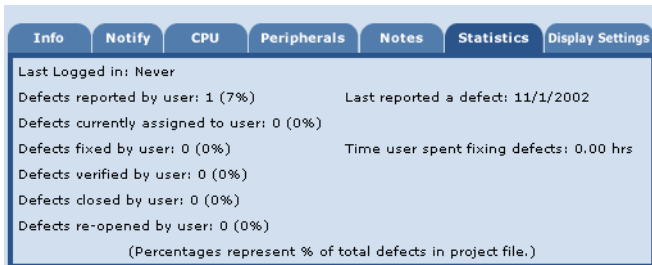 Info Notify CPU Peripherals Notes Statistics Display Settings
Last Logged in: Never
Defects reported by user: 1 (7%) Last reported a defect: 11/1/2002
Defects currently assigned to user: 0 (0%)
Defects fixed by user: 0 (0%) Time user spent fixing defects: 0.00 hrs
Defects verified by user: 0 (0%)
Defects closed by user: 0 (0%)
Defects re-opened by user: 0 (0%)
(Percentages represent % of total defects in project file.)